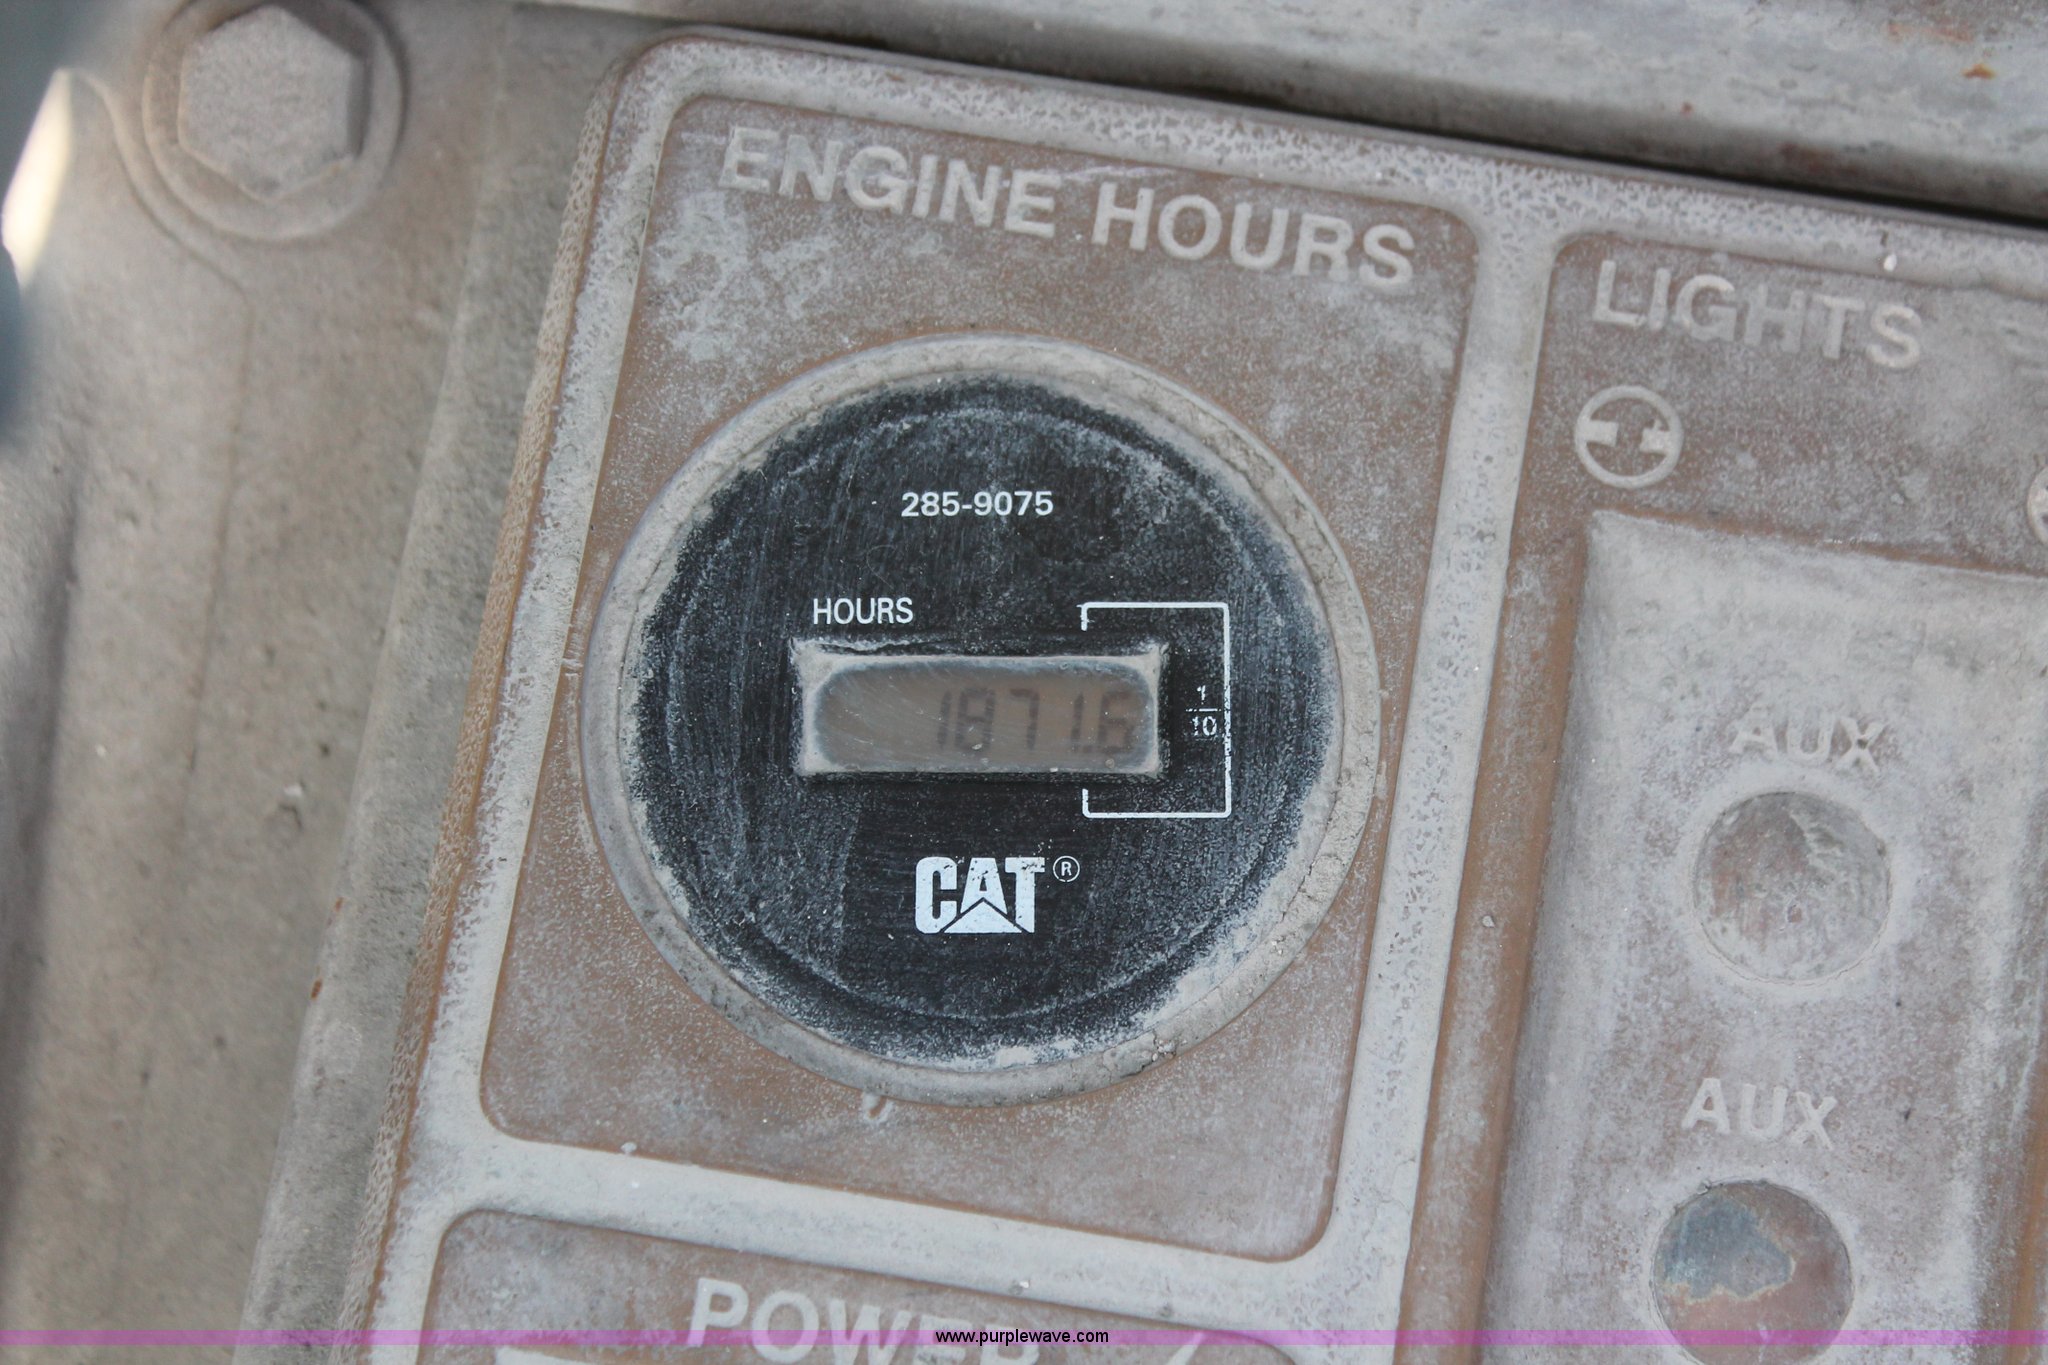 ENGINE HOURS
LIGHTS
285-9075
HOURS
1871.6
1
10
AUX
CAT®
AUX
POWER
www.purplewave.com